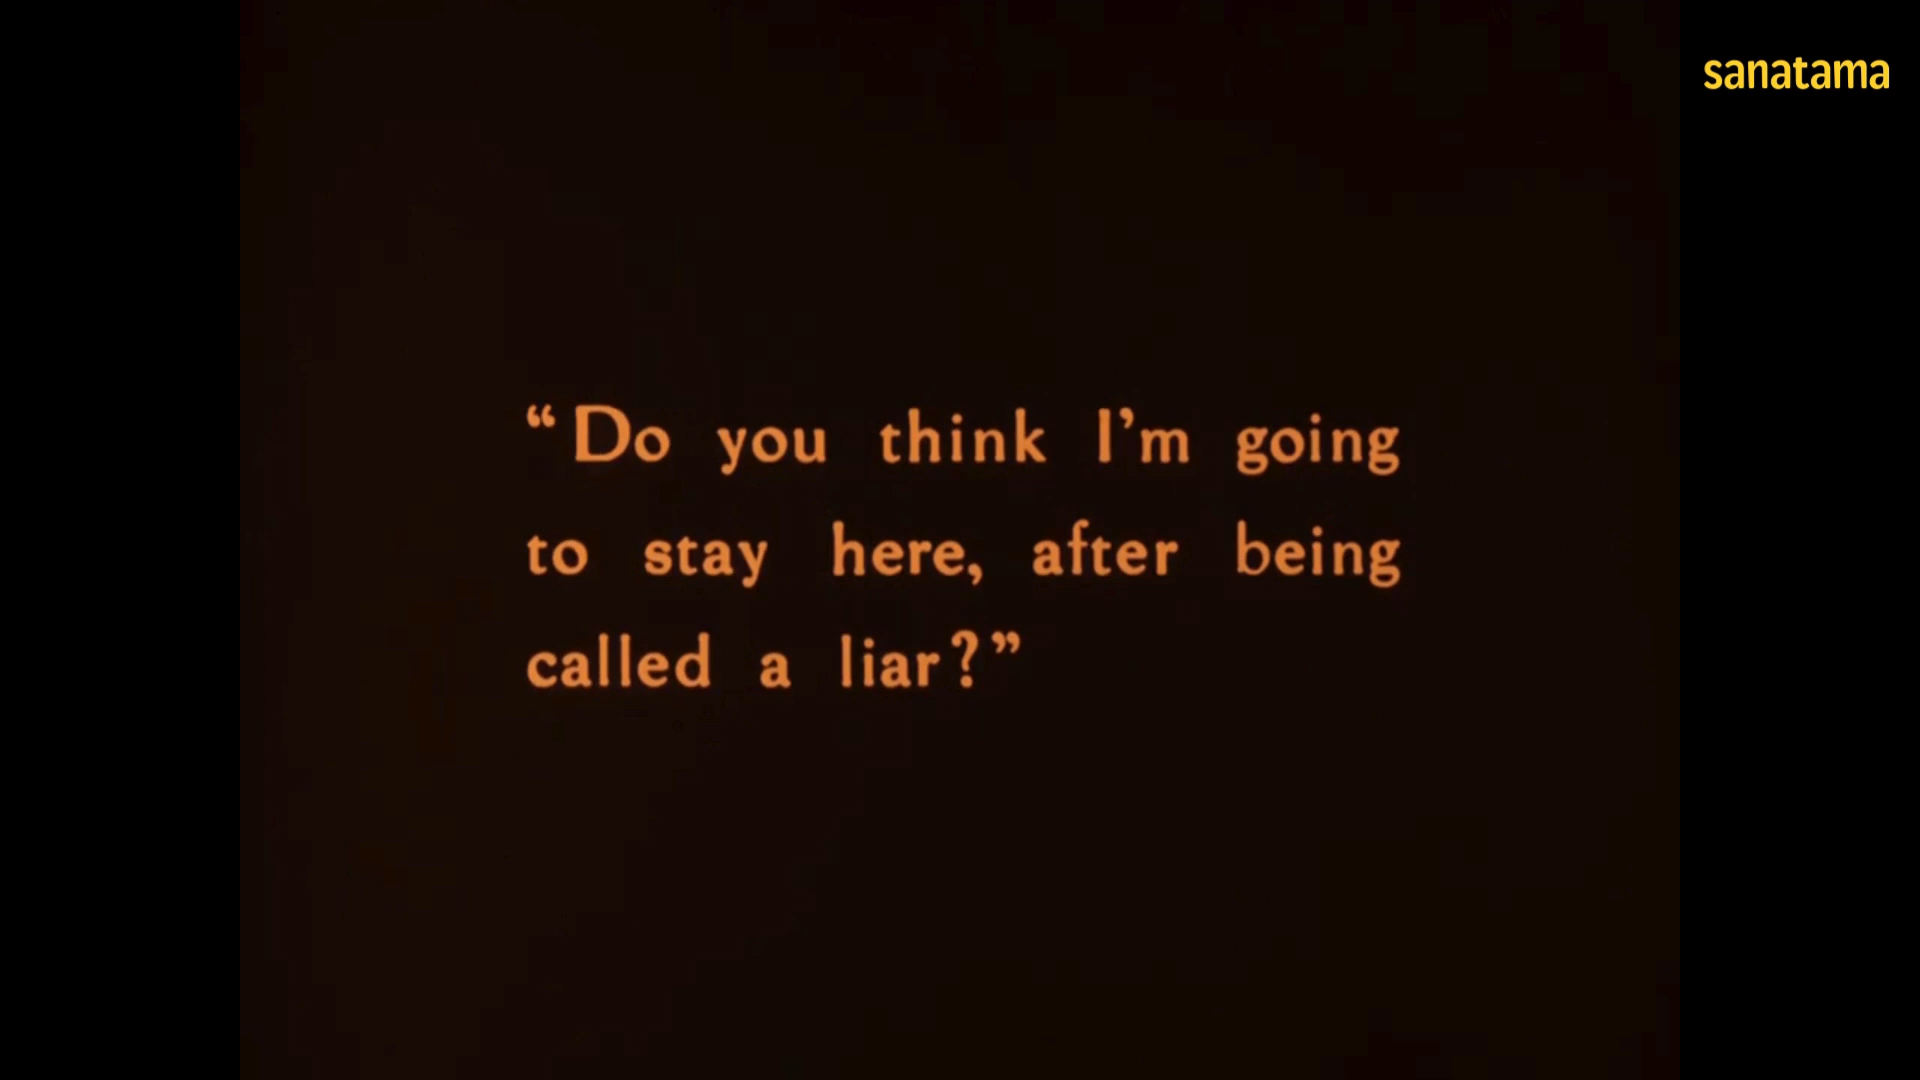 sanatama
“Do you think I’m going
to stay here, after being
called a liar?”